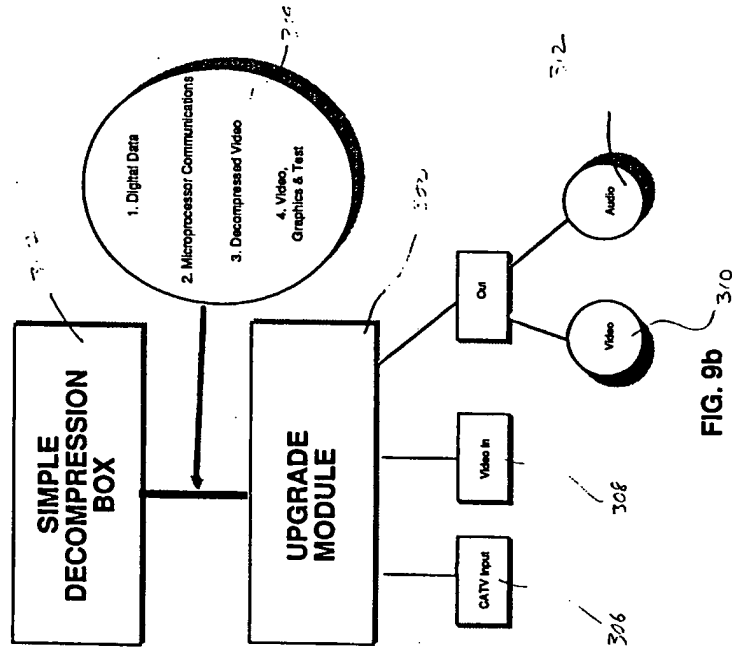 SIMPLE
DECOMPRESSION
BOX
1. Digital Data
2. Microprocessor Communications
3. Decompressed Video
4. Video,
Graphics & Test
UPGRADE
MODULE
CATV Input
Video In
Out
Video
Audio
306
308
310
312
FIG. 9b